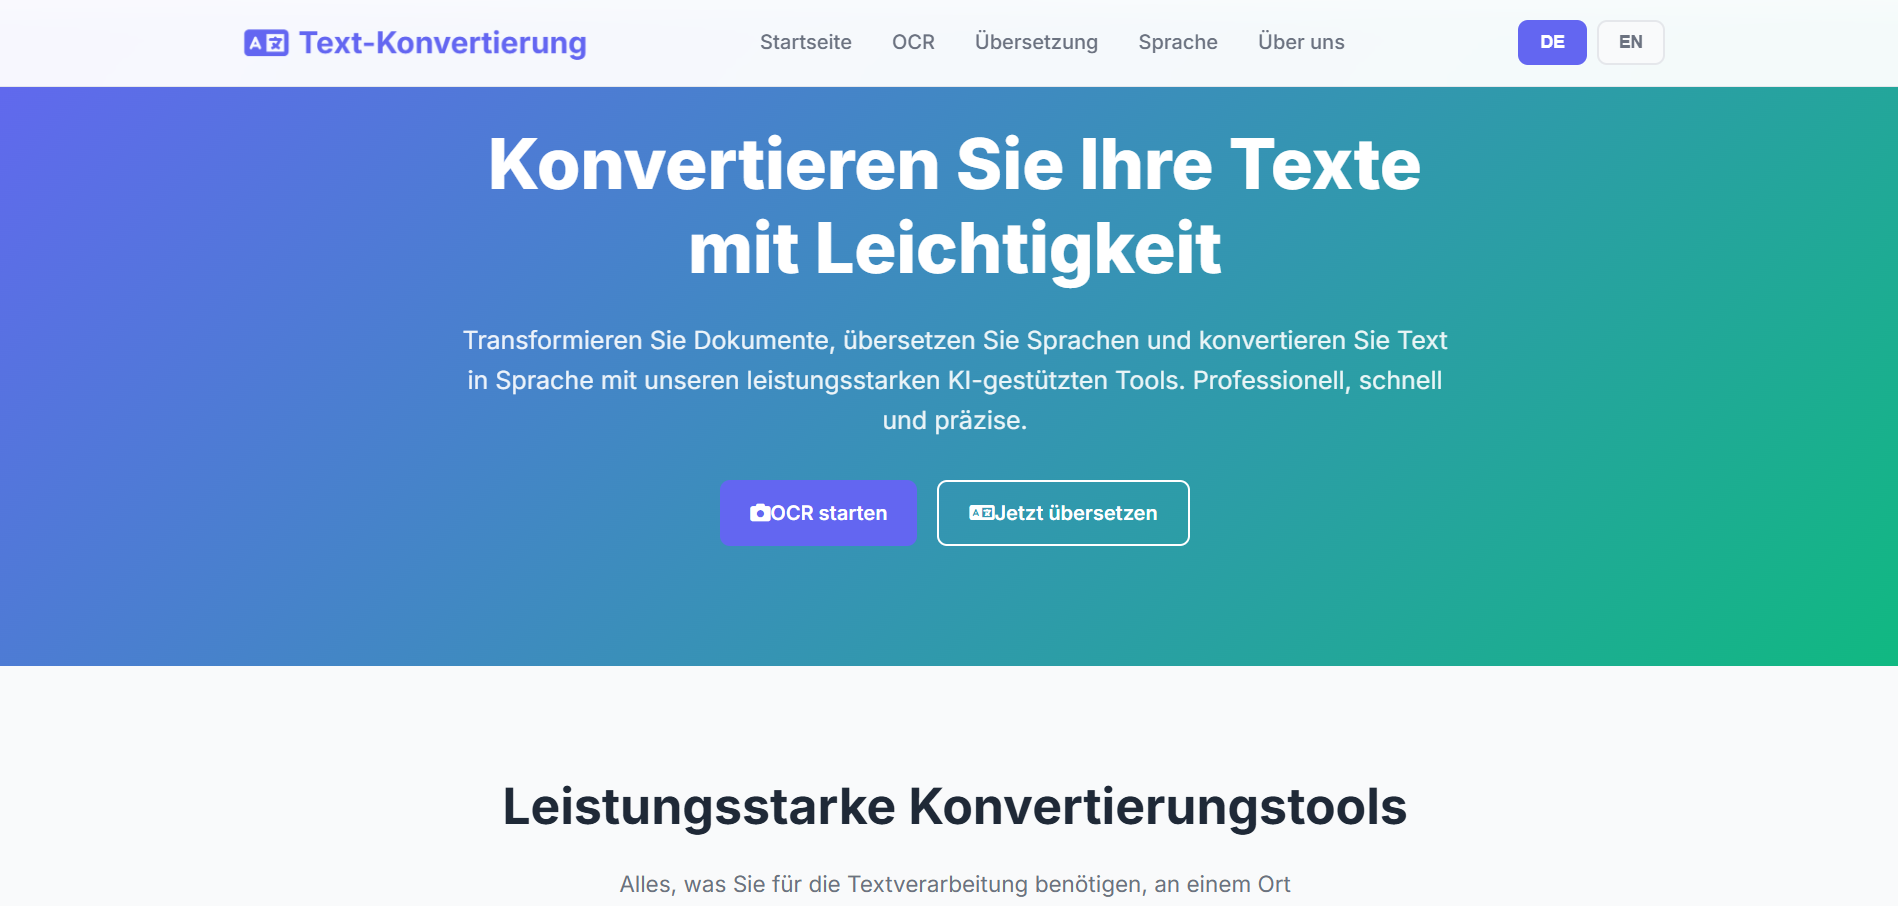 Text-Konvertierung
Startseite OCR Übersetzung Sprache Über uns
DE EN
Konvertieren Sie Ihre Texte
mit Leichtigkeit
Transformieren Sie Dokumente, übersetzen Sie Sprachen und konvertieren Sie Text
in Sprache mit unseren leistungsstarken KI-gestützten Tools. Professionell, schnell
und präzise.
OCR starten
Jetzt übersetzen
Leistungsstarke Konvertierungstools
Alles, was Sie für die Textverarbeitung benötigen, an einem Ort